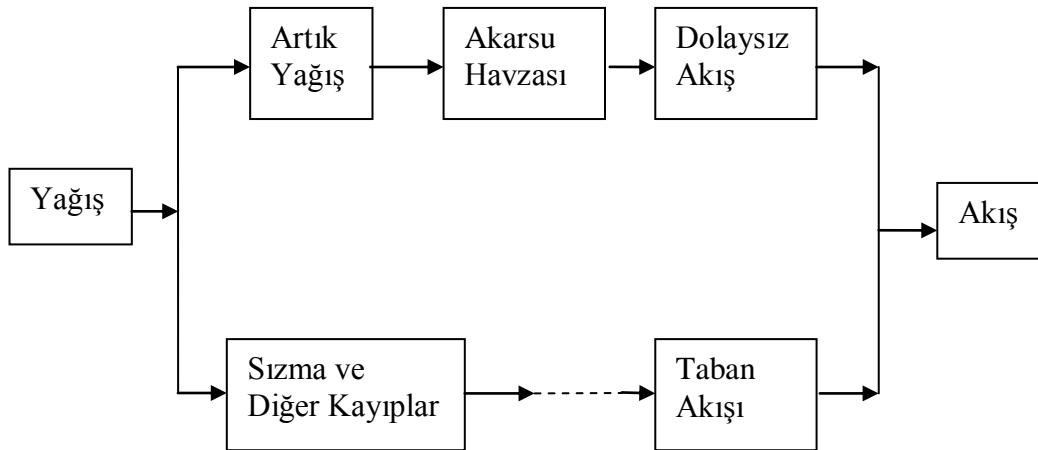 Artık
Yağış
Akarsu
Havzası
Dolaysız
Akış
Yağış
Akış
Sızma ve
Diğer Kayıplar
Taban
Akışı